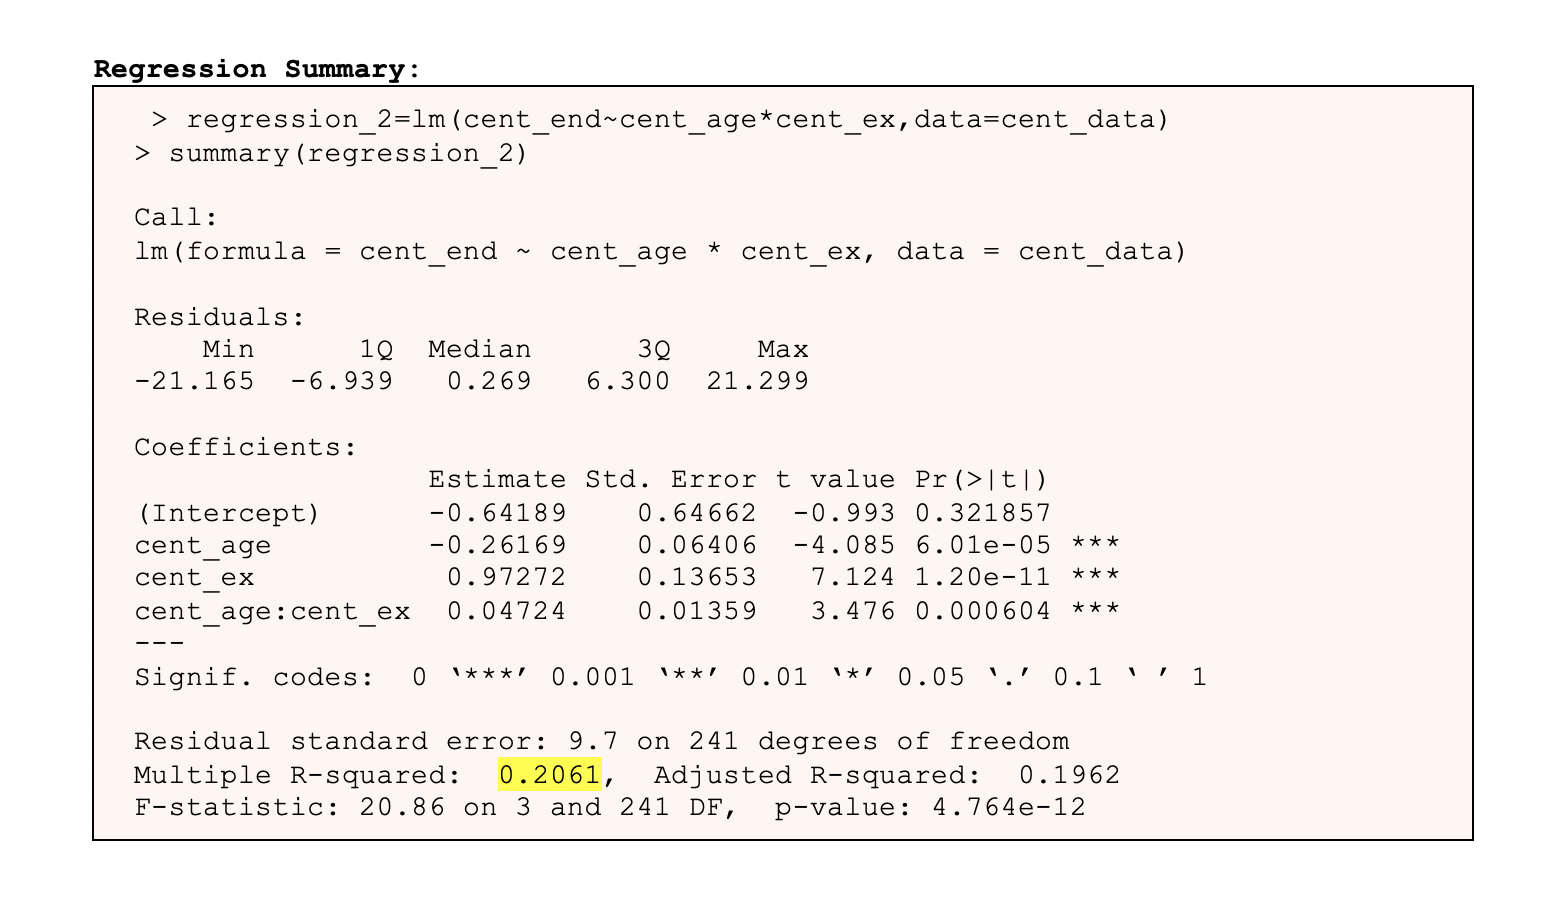 Regression Summary:
> regression_2=lm(cent_end~cent_age*cent_ex,data=cent_data)
> summary(regression_2)
Call:
lm(formula = cent_end ~ cent_age * cent_ex, data = cent_data)
Residuals:
Min 1Q Median 3Q Max
-21.165 -6.939 0.269 6.300 21.299
Coefficients:
Estimate Std. Error t value Pr(>|t|)
(Intercept) -0.64189 0.64662 -0.993 0.321857
cent_age -0.26169 0.06406 -4.085 6.01e-05 ***
cent_ex 0.97272 0.13653 7.124 1.20e-11 ***
cent_age:cent_ex 0.04724 0.01359 3.476 0.000604 ***
---
Signif. codes: 0 ‘***’ 0.001 ‘**’ 0.01 ‘*’ 0.05 ‘.’ 0.1 ‘ ’ 1
Residual standard error: 9.7 on 241 degrees of freedom
Multiple R-squared: 0.2061, Adjusted R-squared: 0.1962
F-statistic: 20.86 on 3 and 241 DF, p-value: 4.764e-12